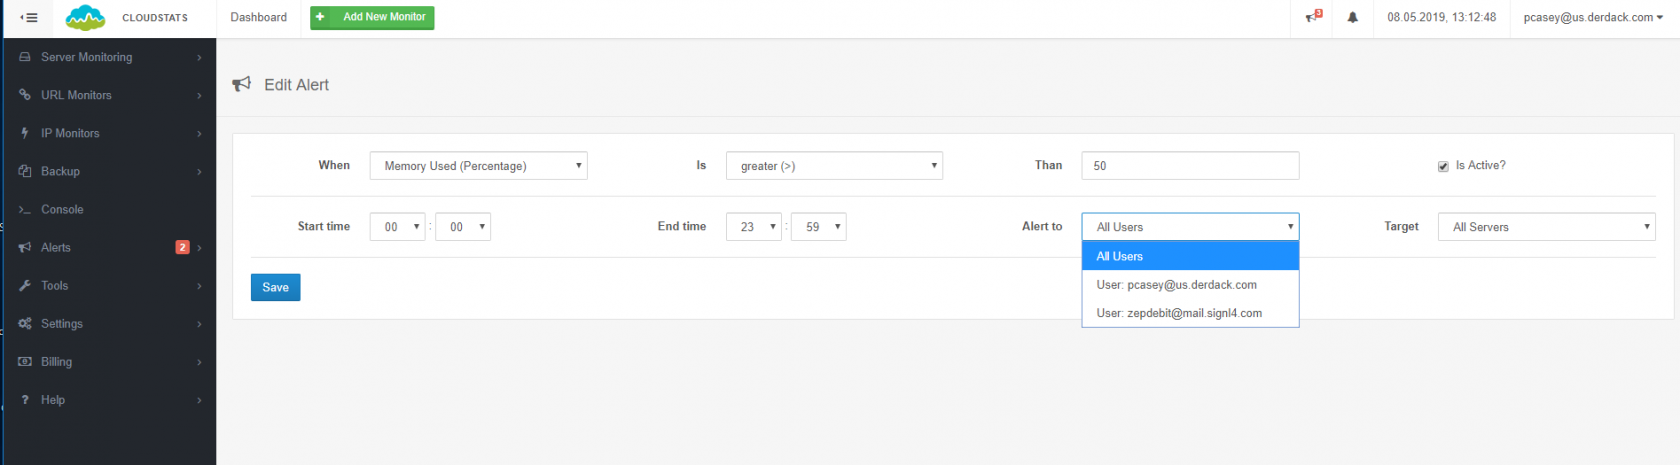 CLOUDSTATS Dashboard + Add New Monitor 3 08.05.2019, 13:12:48 pcasey@us.derdack.com
Server Monitoring
URL Monitors
IP Monitors
Backup
Console
Alerts 2
Tools
Settings
Billing
? Help
Edit Alert
When Memory Used (Percentage) Is greater (>) Than 50 Is Active?
Start time 00 : 00 End time 23 : 59 Alert to All Users Target All Servers
All Users
User: pcasey@us.derdack.com
User: zepdebit@mail.signl4.com
Save